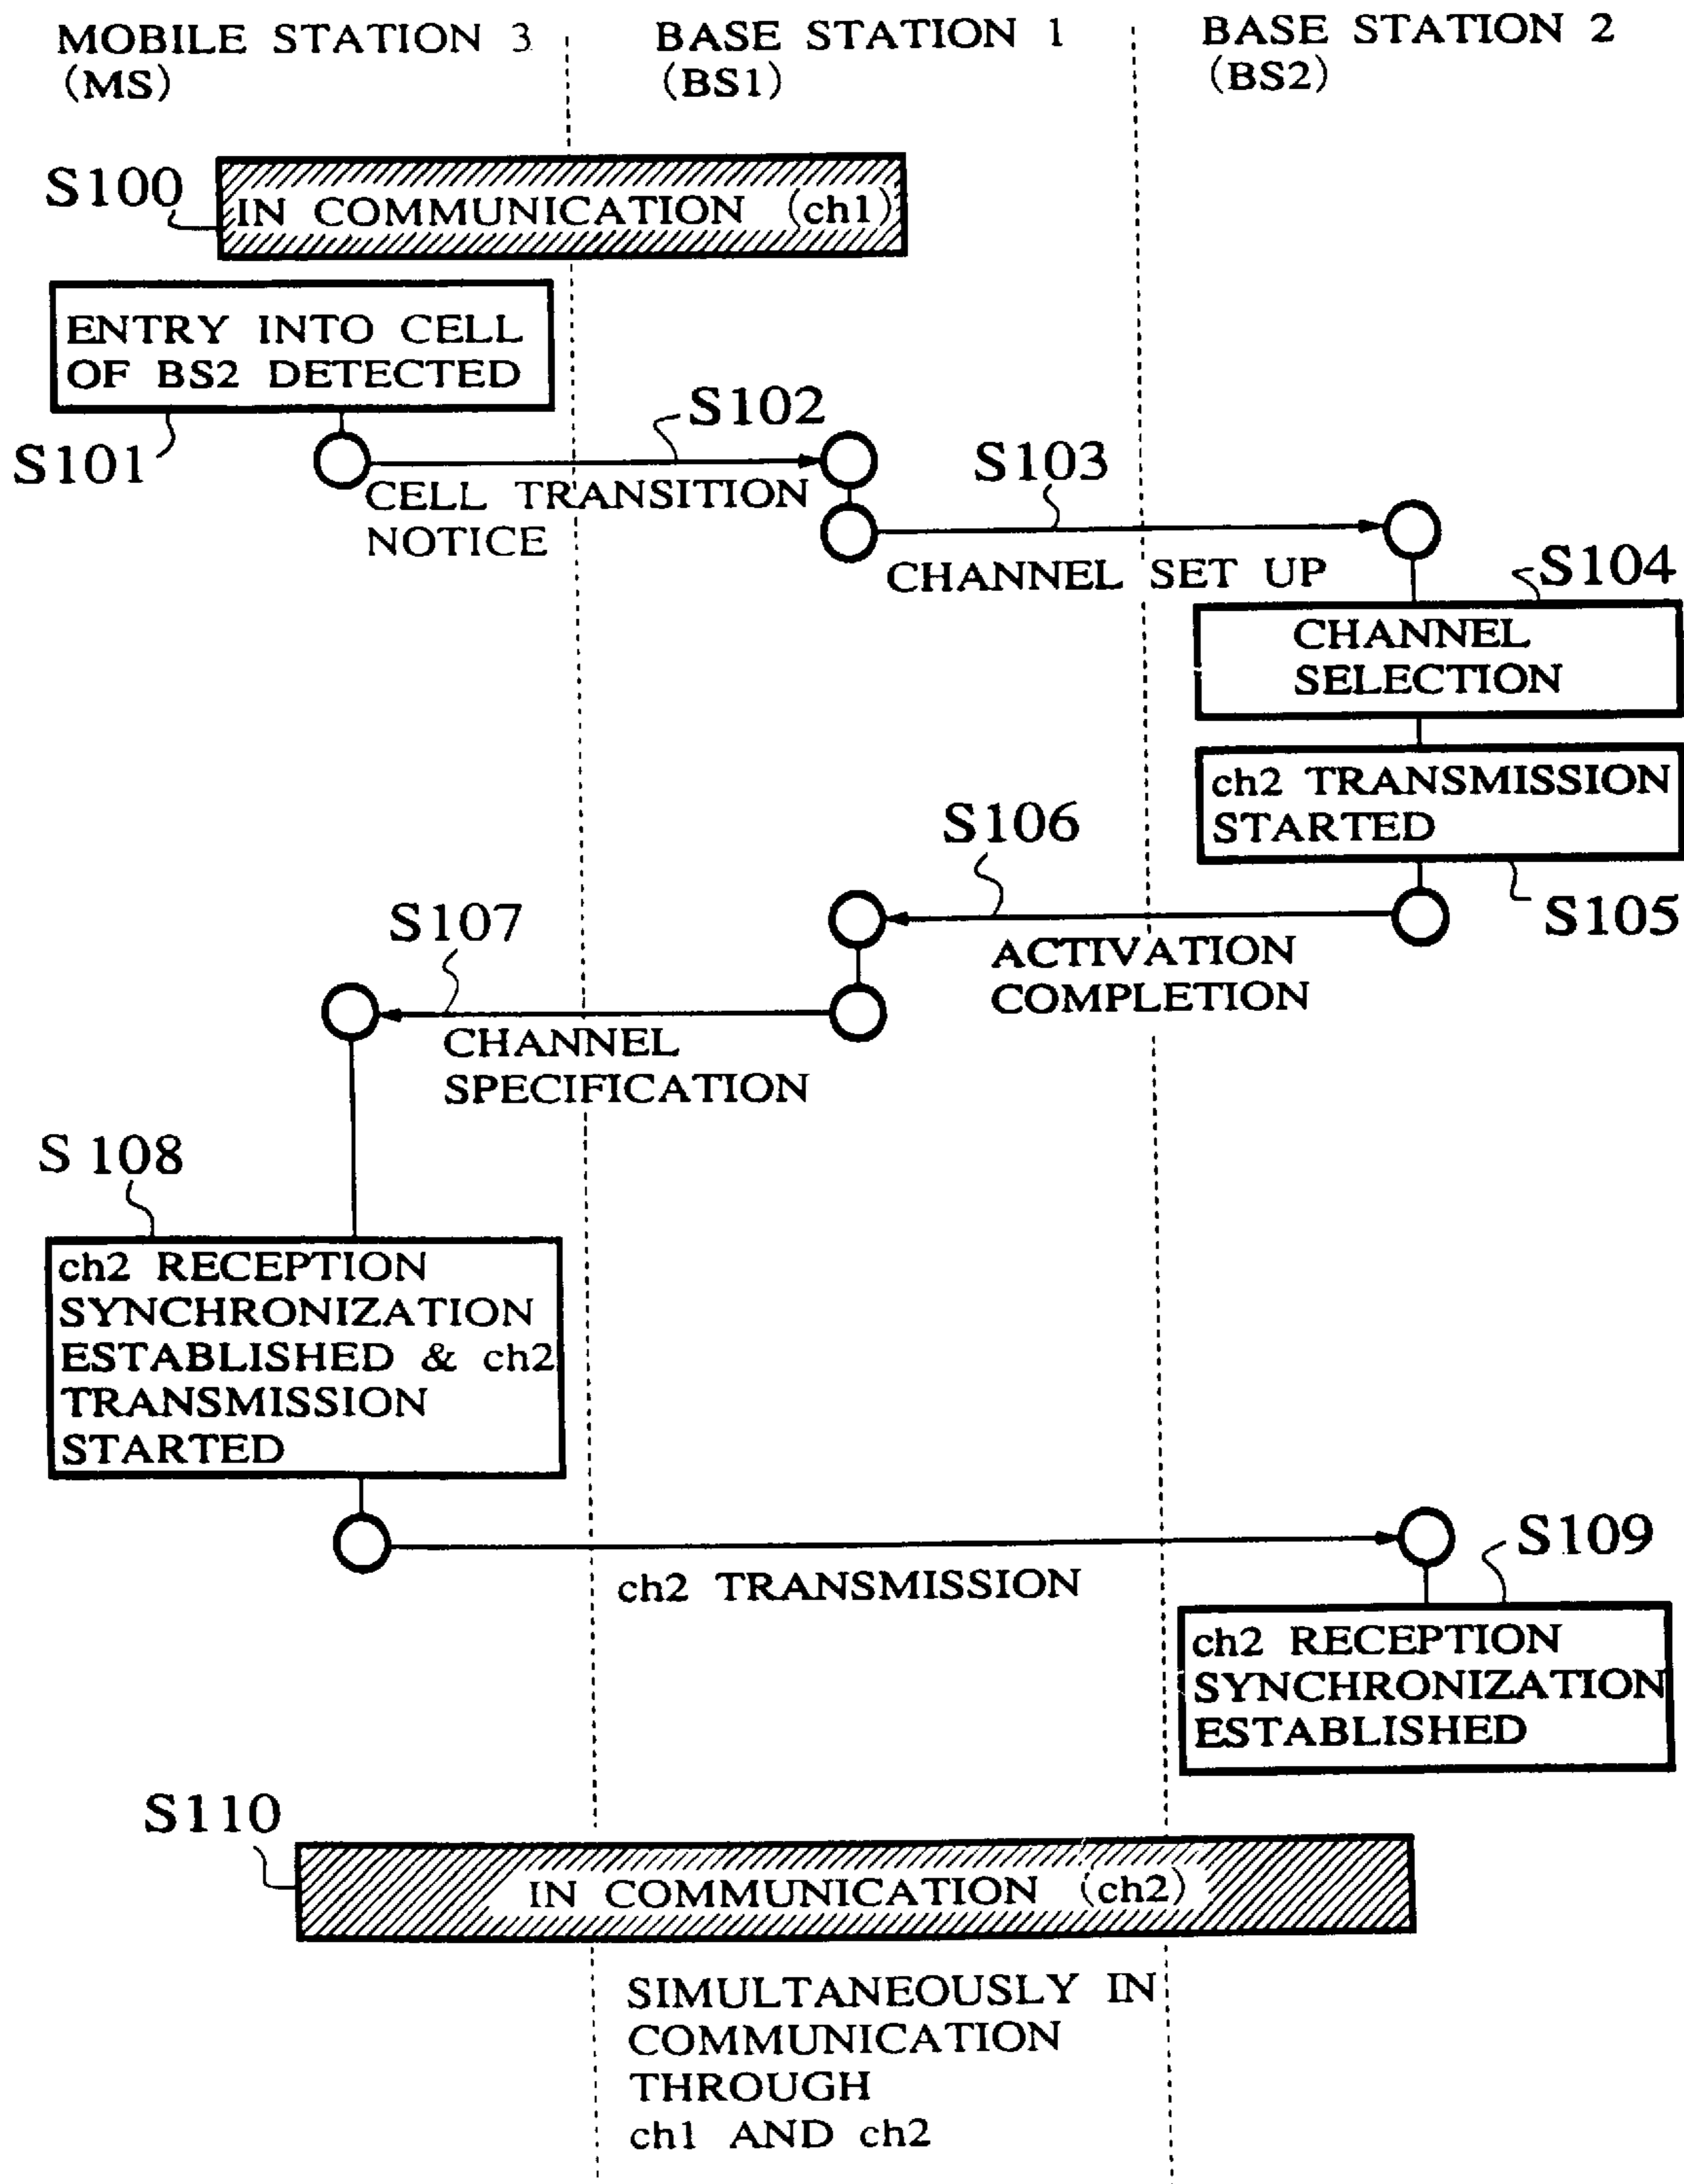 MOBILE STATION 3
(MS)
BASE STATION 1
(BS1)
BASE STATION 2
(BS2)
S100
IN COMMUNICATION (ch1)
ENTRY INTO CELL
OF BS2 DETECTED
S101
S102
CELL TRANSITION
NOTICE
S103
CHANNEL SET UP
S104
CHANNEL
SELECTION
ch2 TRANSMISSION
STARTED
S105
S106
ACTIVATION
COMPLETION
S107
CHANNEL
SPECIFICATION
S 108
ch2 RECEPTION
SYNCHRONIZATION
ESTABLISHED & ch2
TRANSMISSION
STARTED
ch2 TRANSMISSION
S109
ch2 RECEPTION
SYNCHRONIZATION
ESTABLISHED
S110
IN COMMUNICATION (ch2)
SIMULTANEOUSLY IN
COMMUNICATION
THROUGH
ch1 AND ch2